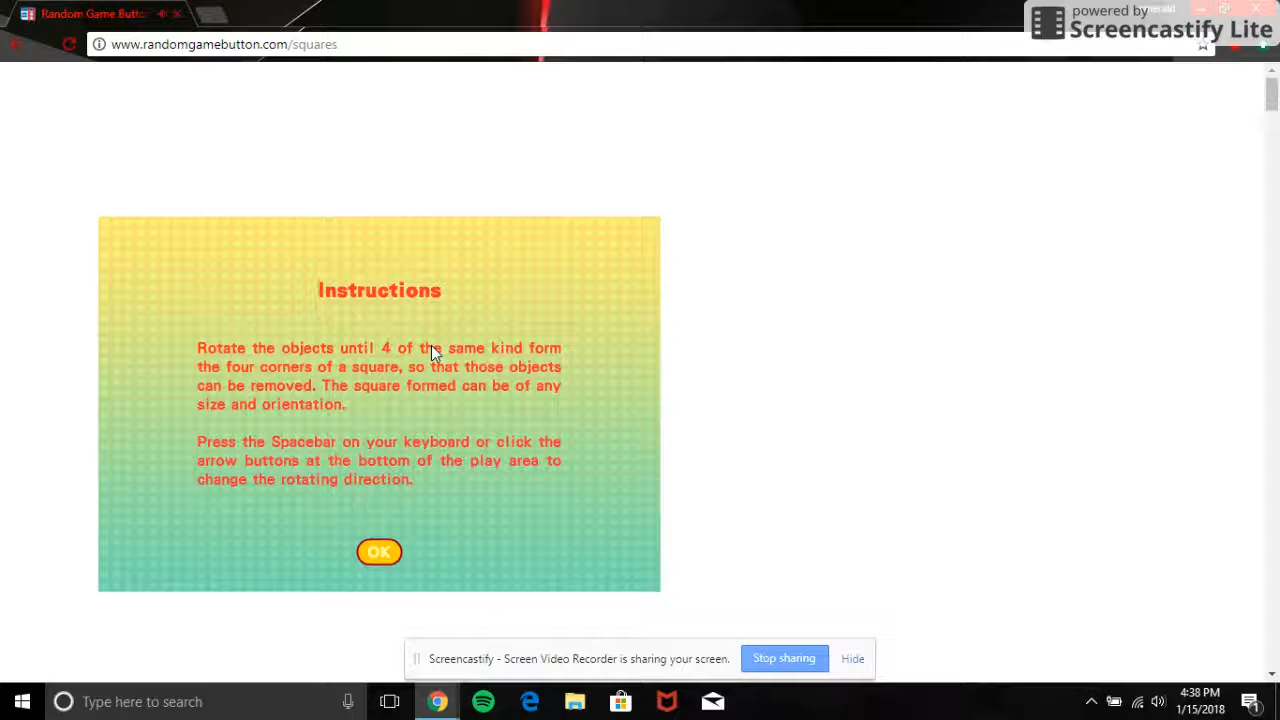 Random Game Butto
powered by
Screencastify Lite
www.randomgamebutton.com/squares
Instructions
Rotate the objects until 4 of the same kind form
the four corners of a square, so that those objects
can be removed. The square formed can be of any
size and orientation.
Press the Spacebar on your keyboard or click the
arrow buttons at the bottom of the play area to
change the rotating direction.
OK
Screencastify - Screen Video Recorder is sharing your screen.
Stop sharing
Hide
Type here to search
4:38 PM
1/15/2018
1